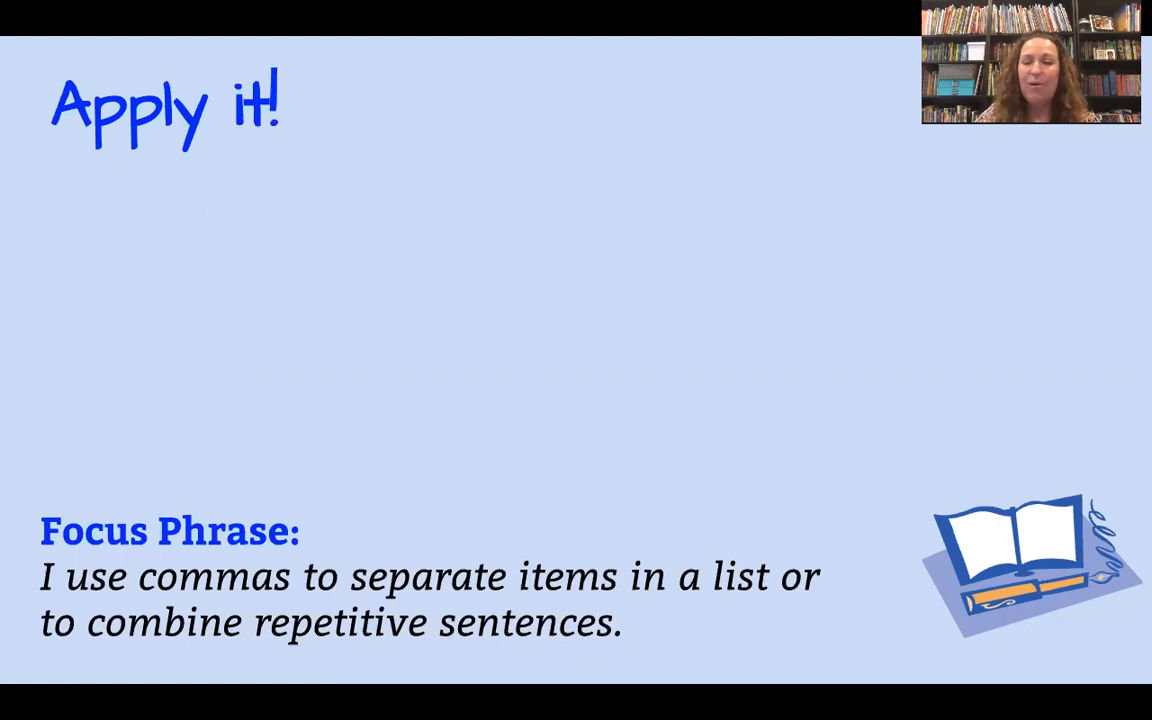 Apply it!
Focus Phrase:
I use commas to separate items in a list or
to combine repetitive sentences.